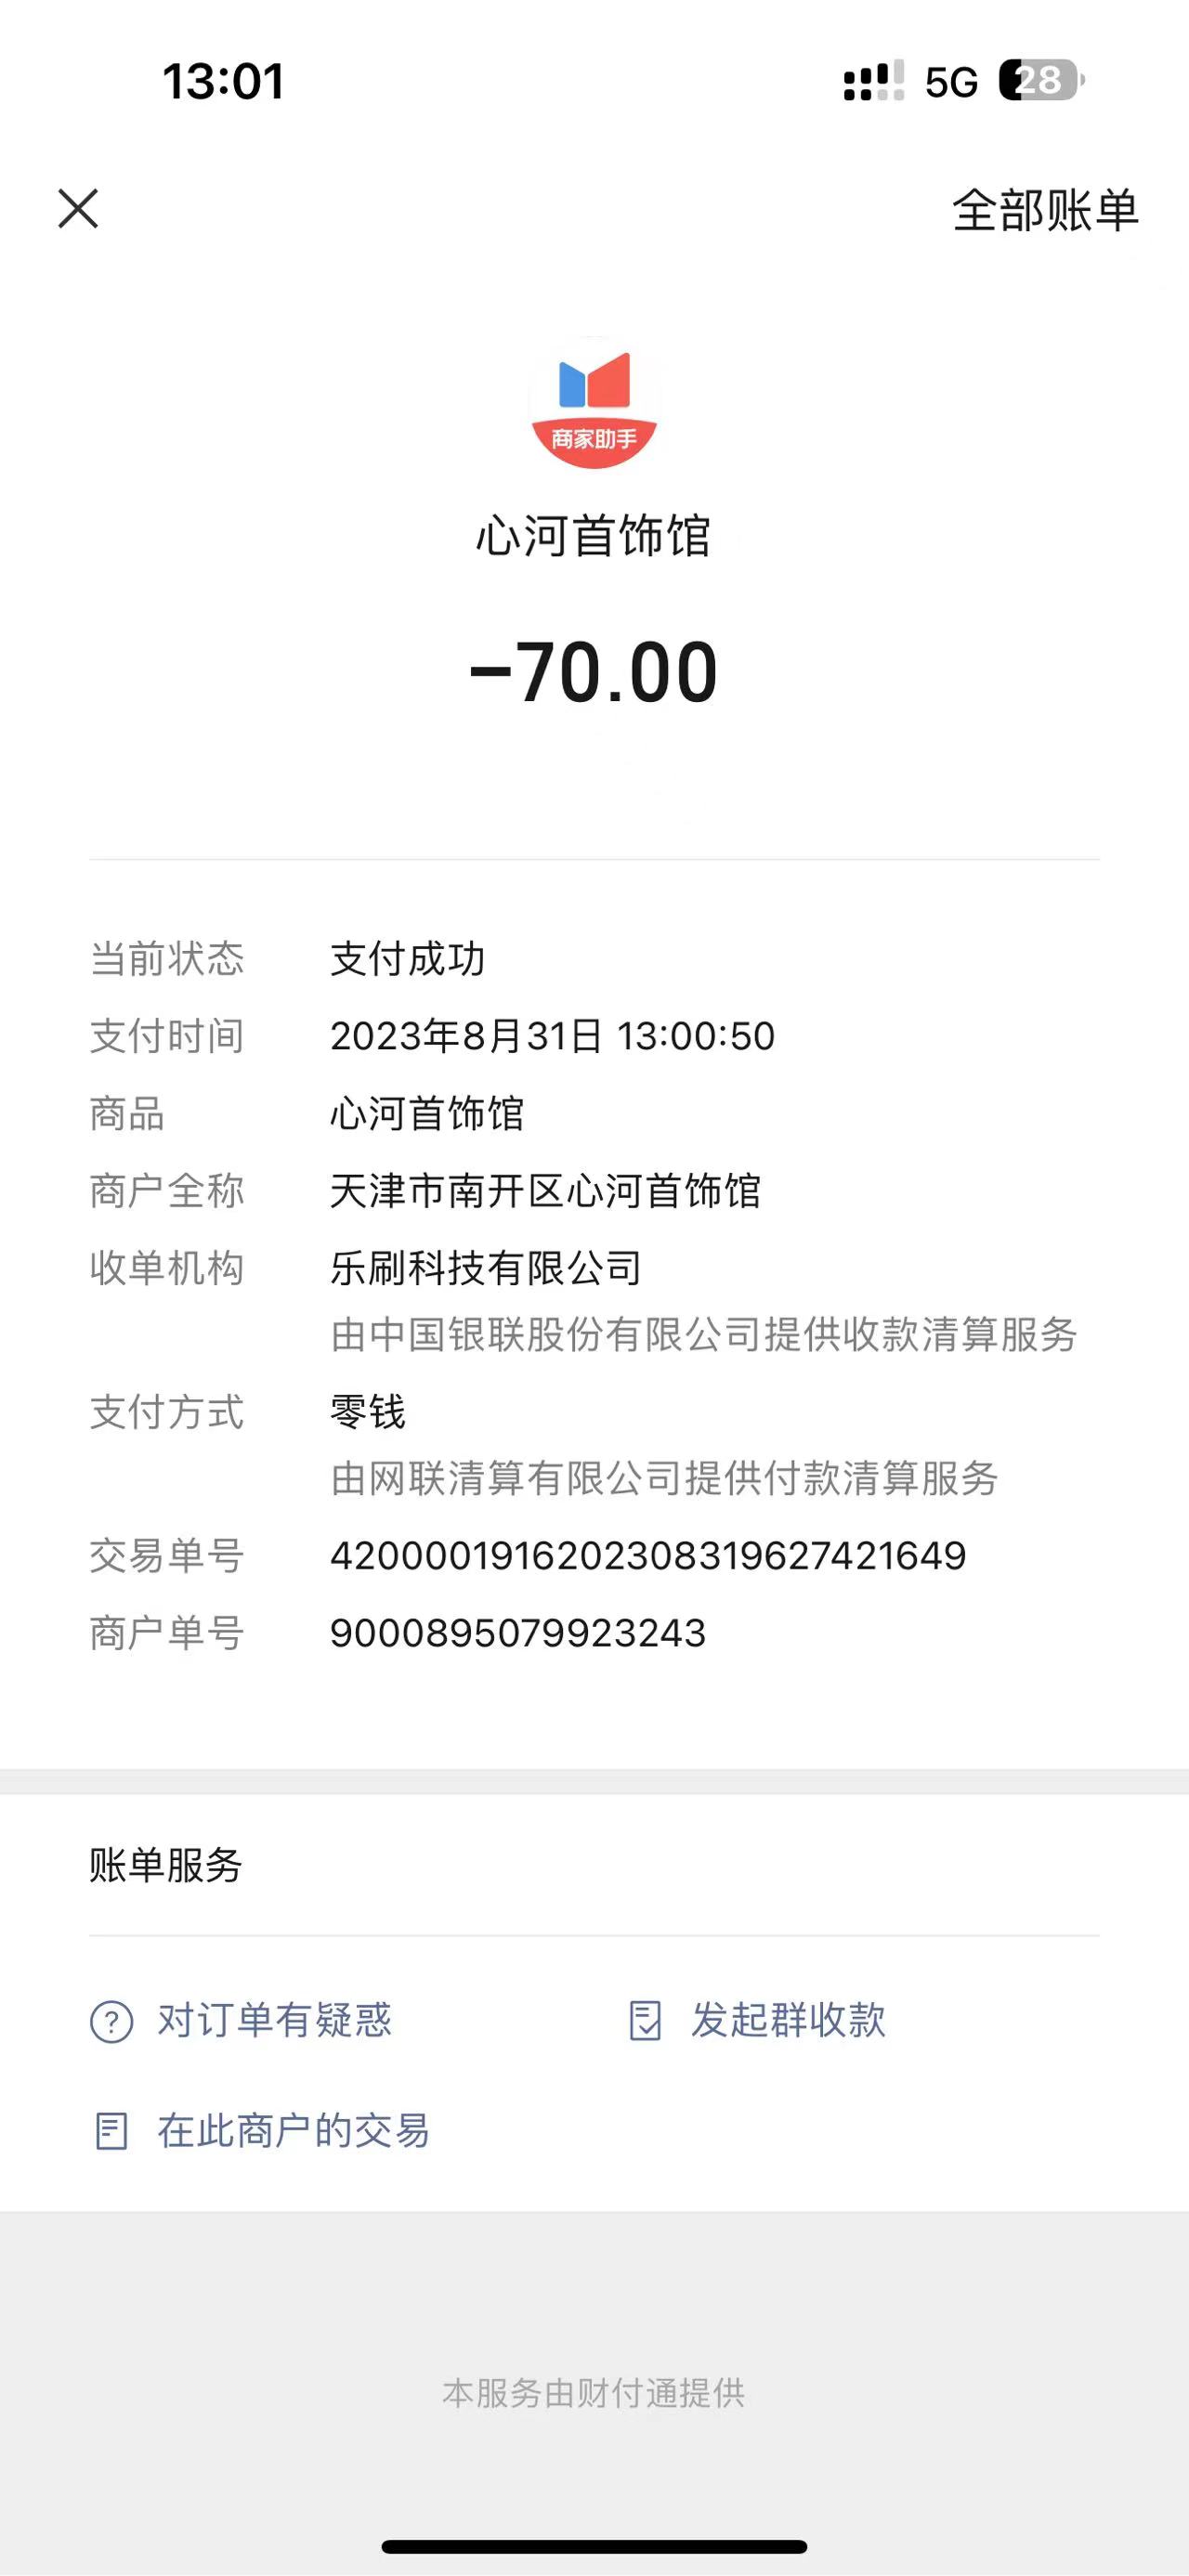 13:01 5G 28
全部账单
商家助手
心河首饰馆
-70.00
当前状态 支付成功
支付时间 2023年8月31日 13:00:50
商品 心河首饰馆
商户全称 天津市南开区心河首饰馆
收单机构 乐刷科技有限公司
由中国银联股份有限公司提供收款清算服务
支付方式 零钱
由网联清算有限公司提供付款清算服务
交易单号 4200001916202308319627421649
商户单号 9000895079923243
账单服务
对订单有疑惑 发起群收款
在此商户的交易
本服务由财付通提供